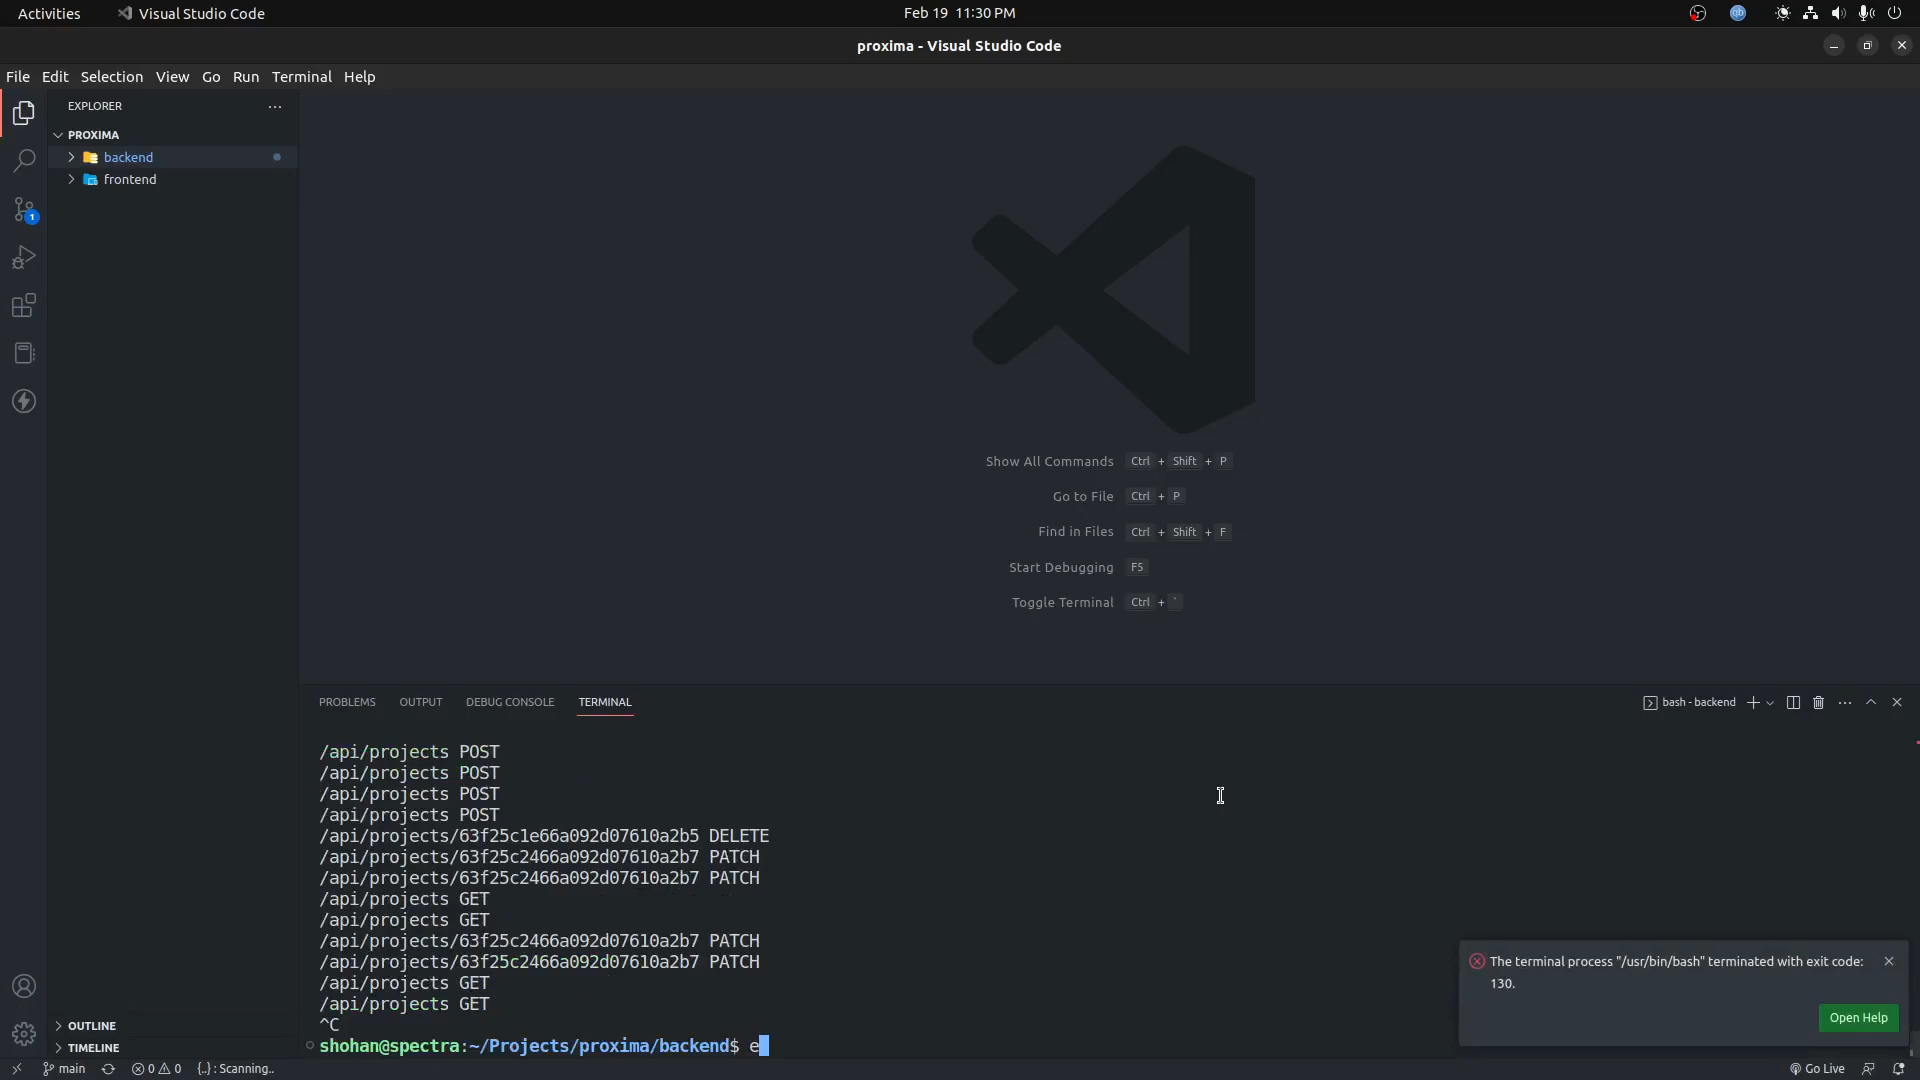 Activities Visual Studio Code Feb 19 11:30 PM
proxima - Visual Studio Code
File Edit Selection View Go Run Terminal Help
EXPLORER
PROXIMA
backend
frontend
1
Show All Commands Ctrl + Shift + P
Go to File Ctrl + P
Find in Files Ctrl + Shift + F
Start Debugging F5
Toggle Terminal Ctrl + `
PROBLEMS OUTPUT DEBUG CONSOLE TERMINAL bash - backend
/api/projects POST
/api/projects POST
/api/projects POST
/api/projects POST
/api/projects/63f25c1e66a092d07610a2b5 DELETE
/api/projects/63f25c2466a092d07610a2b7 PATCH
/api/projects/63f25c2466a092d07610a2b7 PATCH
/api/projects GET
/api/projects GET
/api/projects/63f25c2466a092d07610a2b7 PATCH
/api/projects/63f25c2466a092d07610a2b7 PATCH
/api/projects GET
/api/projects GET
^C
shohan@spectra:~/Projects/proxima/backend$ e
The terminal process "/usr/bin/bash" terminated with exit code:
130.
Open Help
OUTLINE
TIMELINE
main 0 0 {..} : Scanning.. Go Live